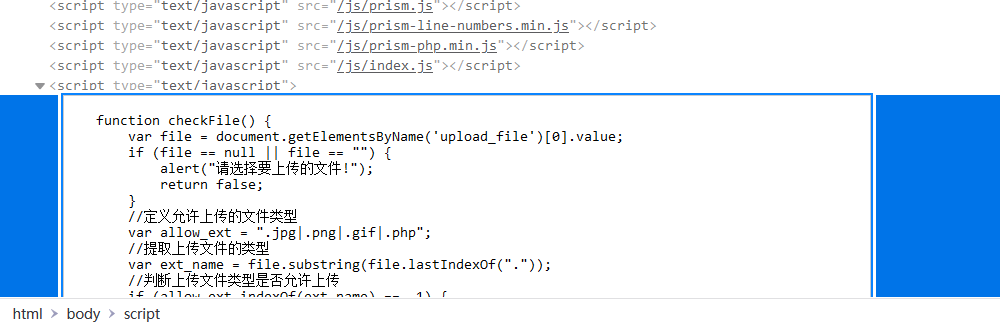 <script type="text/javascript" src="/js/prism.js"></script>
<script type="text/javascript" src="/js/prism-line-numbers.min.js"></script>
<script type="text/javascript" src="/js/prism-php.min.js"></script>
<script type="text/javascript" src="/js/index.js"></script>
<script type="text/javascript">
function checkFile() {
var file = document.getElementsByName('upload_file')[0].value;
if (file == null || file == "") {
alert("请选择要上传的文件!");
return false;
}
//定义允许上传的文件类型
var allow_ext = ".jpg|.png|.gif|.php";
//提取上传文件的类型
var ext_name = file.substring(file.lastIndexOf("."));
//判断上传文件类型是否允许上传
if (allow_ext.indexOf(ext_name) == -1) {
html > body > script